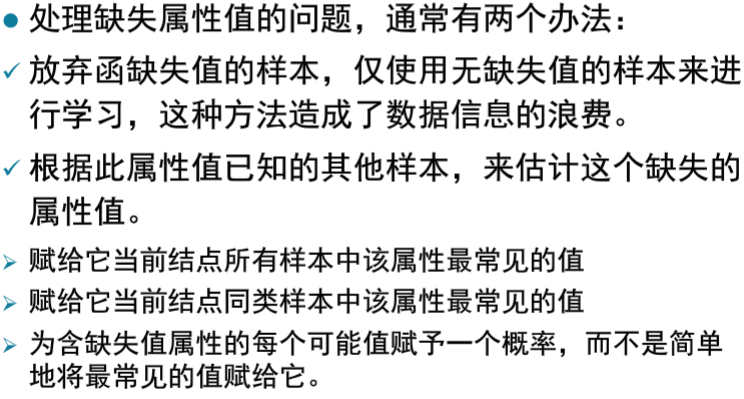 ● 处理缺失属性值的问题，通常有两个办法：
✓ 放弃函缺失值的样本，仅使用无缺失值的样本来进
行学习，这种方法造成了数据信息的浪费。
✓ 根据此属性值已知的其他样本，来估计这个缺失的
属性值。
➢ 赋给它当前结点所有样本中该属性最常见的值
➢ 赋给它当前结点同类样本中该属性最常见的值
➢ 为含缺失值属性的每个可能值赋予一个概率，而不是简单
地将最常见的值赋给它。